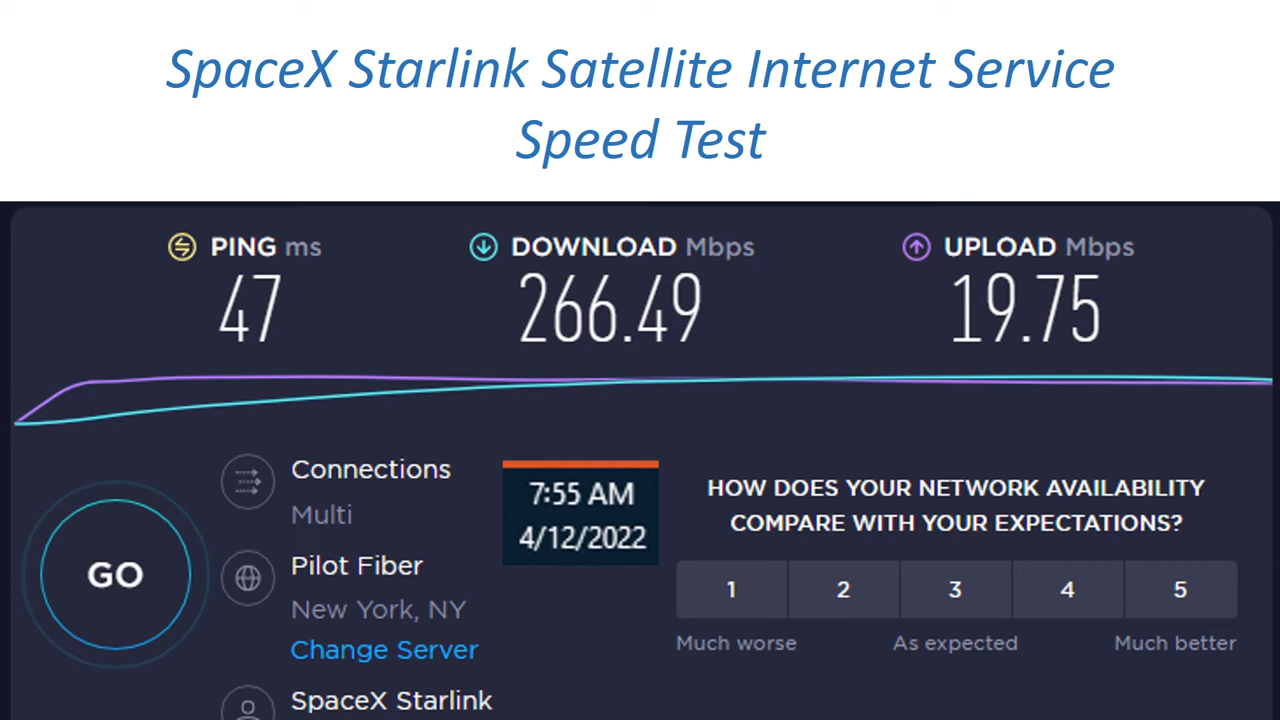 SpaceX Starlink Satellite Internet Service
Speed Test
PING ms
47
DOWNLOAD Mbps
266.49
UPLOAD Mbps
19.75
GO
Connections
Multi
Pilot Fiber
New York, NY
Change Server
SpaceX Starlink
7:55 AM
4/12/2022
HOW DOES YOUR NETWORK AVAILABILITY
COMPARE WITH YOUR EXPECTATIONS?
1 2 3 4 5
Much worse As expected Much better